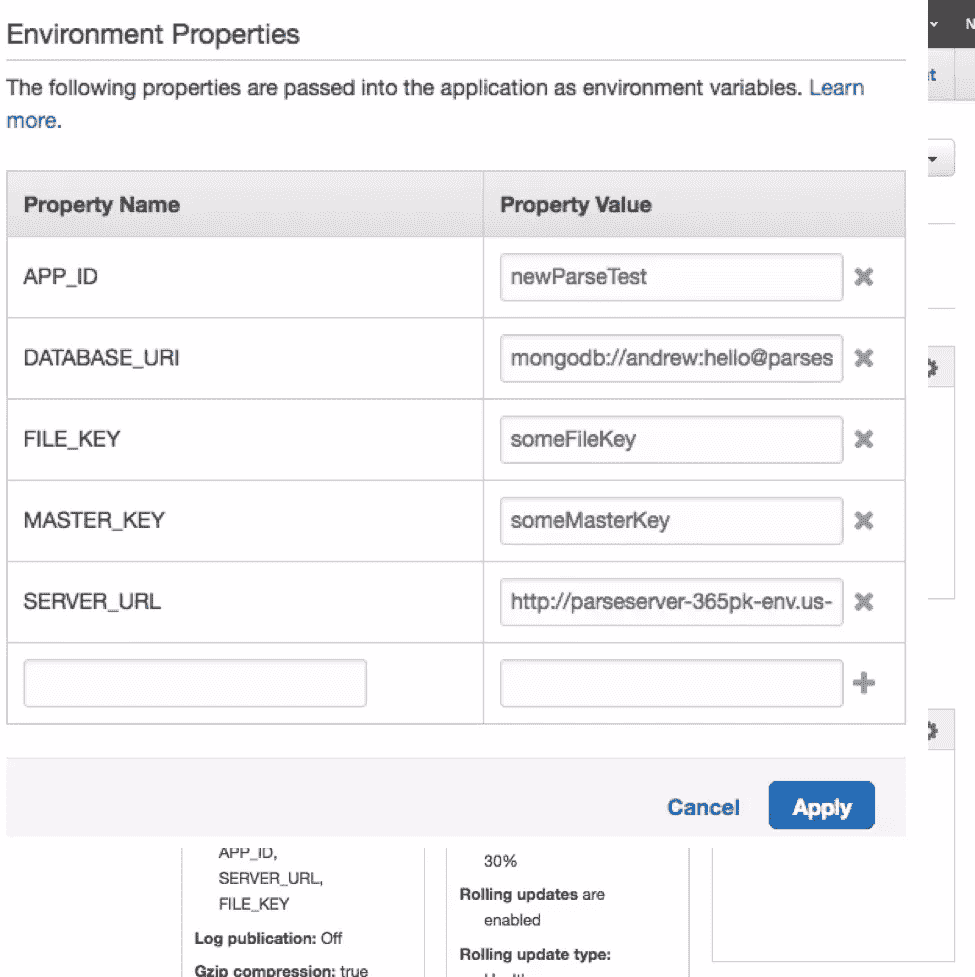 Environment Properties
The following properties are passed into the application as environment variables. Learn
more.
Property Name Property Value
APP_ID newParseTest
DATABASE_URI mongodb://andrew:hello@parses
FILE_KEY someFileKey
MASTER_KEY someMasterKey
SERVER_URL http://parseserver-365pk-env.us-
Cancel Apply
APP_ID,
SERVER_URL,
FILE_KEY
Log publication: Off
Gzip compression: true
30%
Rolling updates are
enabled
Rolling update type: